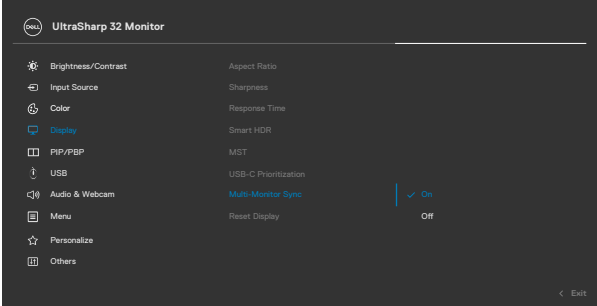 DELL UltraSharp 32 Monitor
Brightness/Contrast Aspect Ratio
Input Source Sharpness
Color Response Time
Display Smart HDR
PIP/PBP MST
USB USB-C Prioritization
Audio & Webcam Multi-Monitor Sync On
Menu Reset Display Off
Personalize
Others
Exit